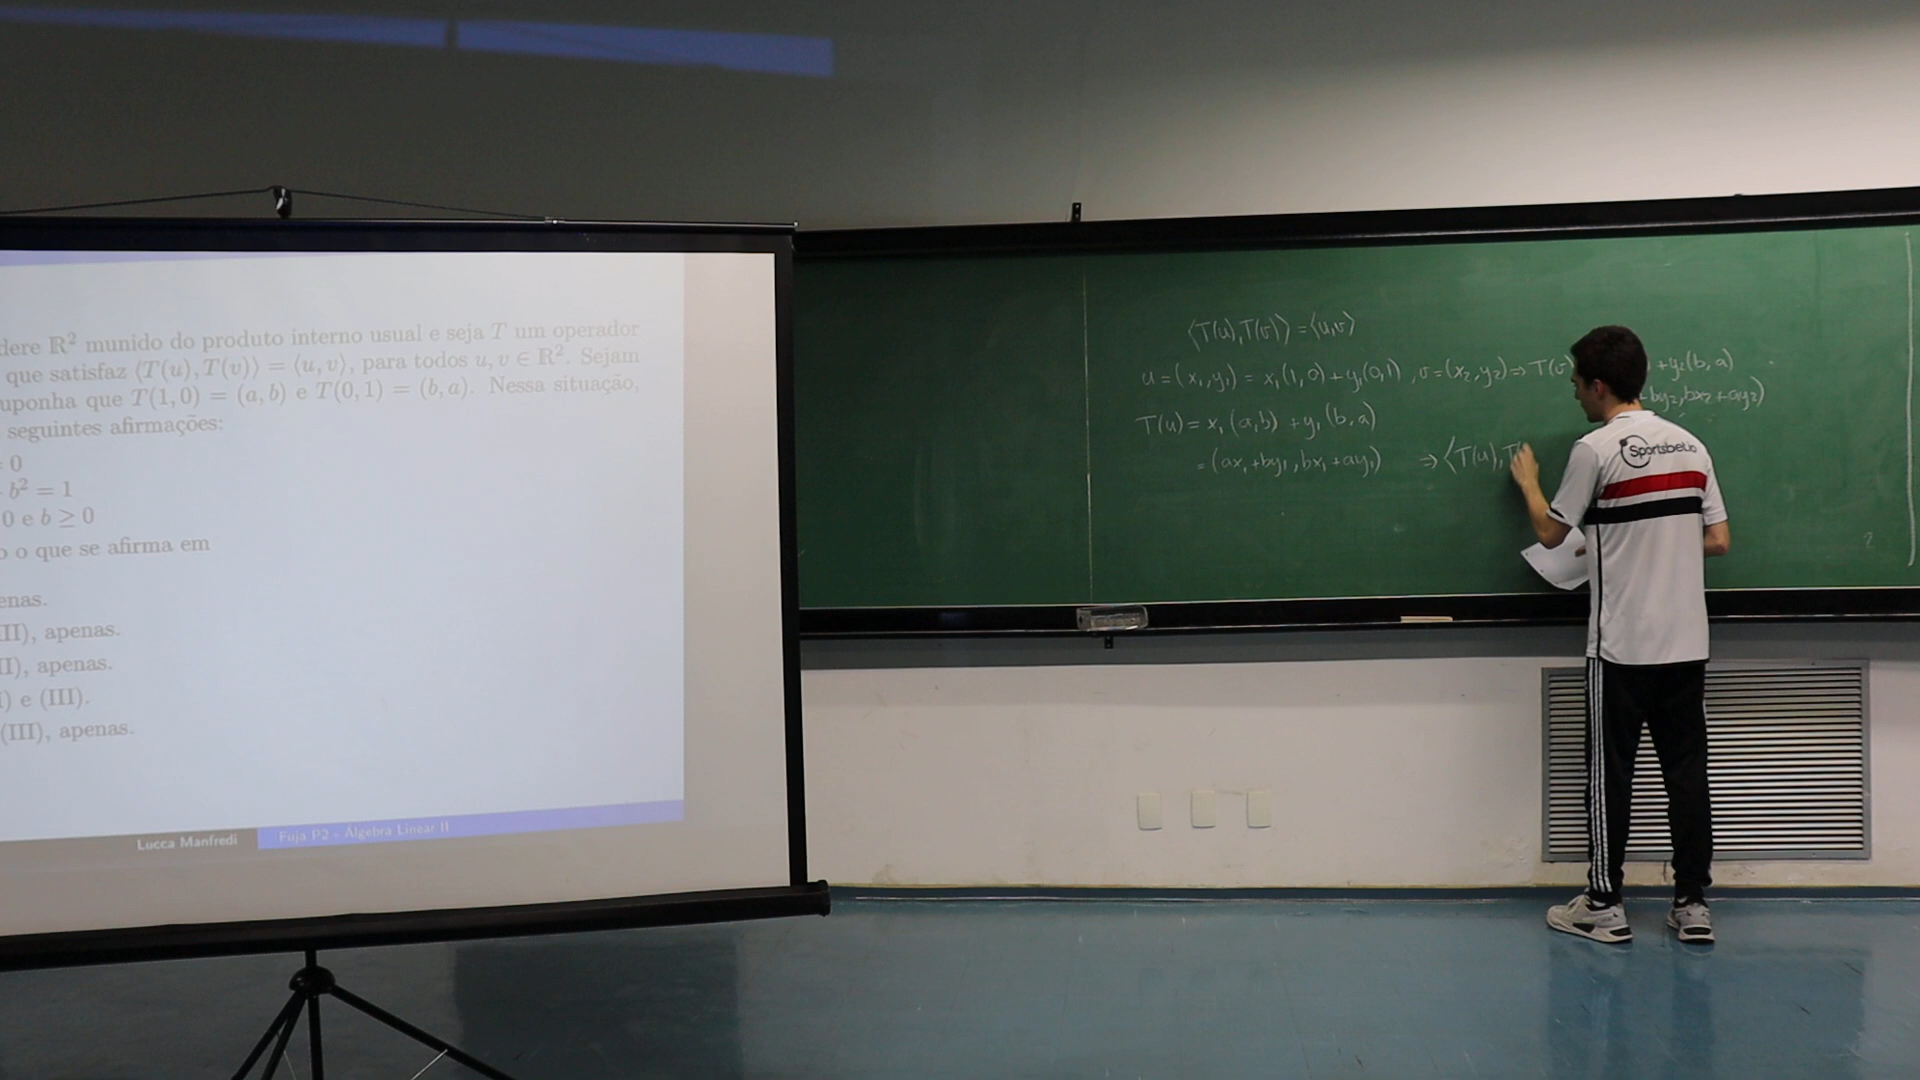 dere ℝ² munido do produto interno usual e seja T um operador
que satisfaz ⟨T(u), T(v)⟩ = ⟨u, v⟩, para todos u, v ∈ ℝ². Sejam
uponha que T(1, 0) = (a, b) e T(0, 1) = (b, a). Nessa situação,
seguintes afirmações:
= 0
b² = 1
0 e b ≥ 0
o que se afirma em
enas.
II), apenas.
II), apenas.
) e (III).
(III), apenas.
Lucca Manfredi
Fuja P2 - Álgebra Linear II
⟨T(u), T(v)⟩ = ⟨u,v⟩
u = (x₁, y₁) = x₁(1, 0) + y₁(0, 1), v = (x₂, y₂) ⇒ T(v) + y₂(b, a)
+ by₂, bx₂ + ay₂)
T(u) = x₁(a, b) + y₁(b, a)
= (ax₁ + by₁, bx₁ + ay₁) ⇒ ⟨T(u), T(
Sportsbet.io